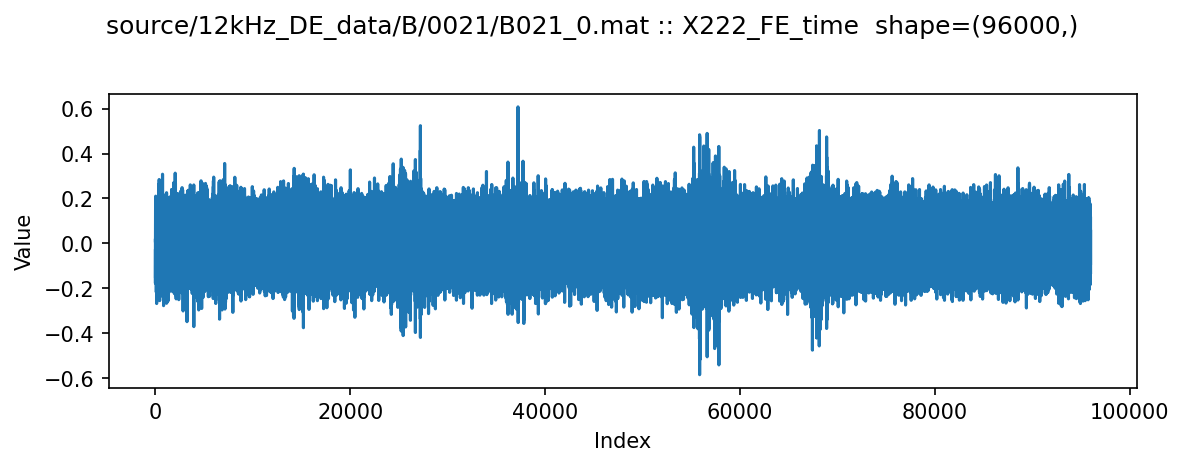 source/12kHz_DE_data/B/0021/B021_0.mat :: X222_FE_time  shape=(96000,)
0.6
0.4
0.2
0.0
−0.2
−0.4
−0.6
Value
0 20000 40000 60000 80000 100000
Index